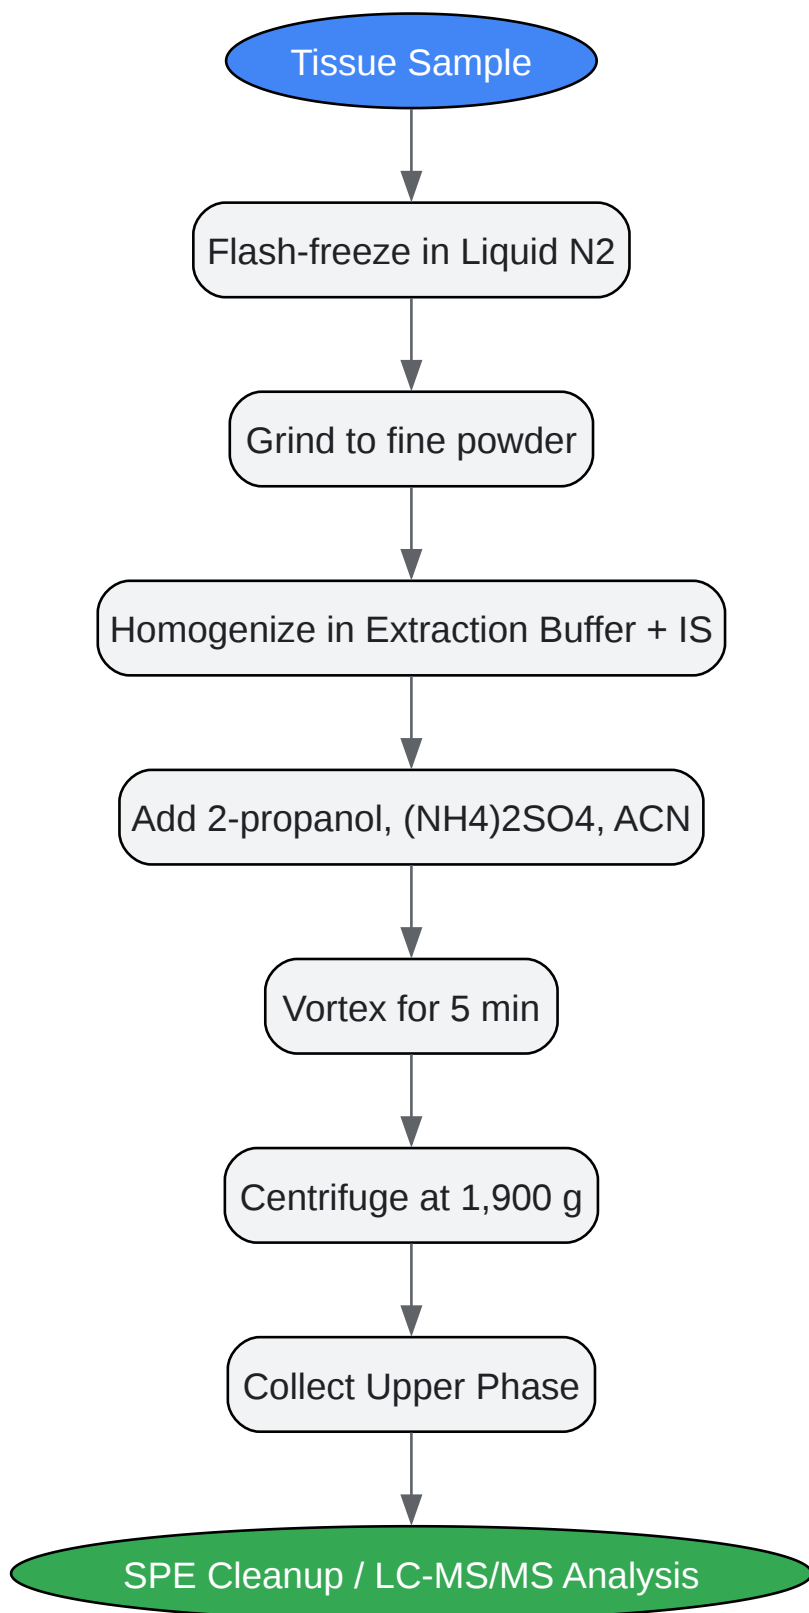 Tissue Sample
Flash-freeze in Liquid N2
Grind to fine powder
Homogenize in Extraction Buffer + IS
Add 2-propanol, (NH4)2SO4, ACN
Vortex for 5 min
Centrifuge at 1,900 g
Collect Upper Phase
SPE Cleanup / LC-MS/MS Analysis